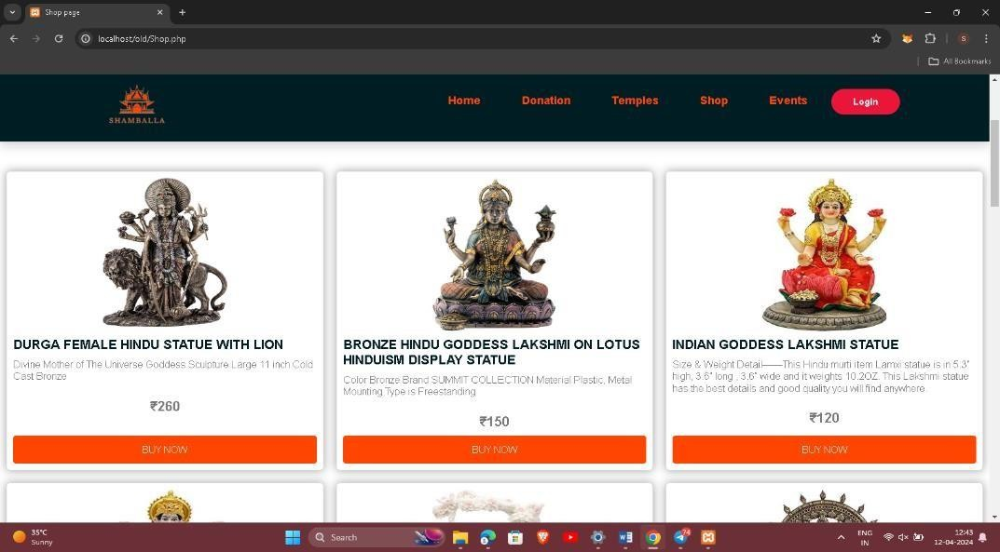 Shop page
localhost/old/Shop.php
S
All Bookmarks
SHAMBALLA
Home Donation Temples Shop Events Login
DURGA FEMALE HINDU STATUE WITH LION
Divine Mother of The Universe Goddess Sculpture Large 11 inch Cold
Cast Bronze
₹260
BUY NOW
BRONZE HINDU GODDESS LAKSHMI ON LOTUS
HINDUISM DISPLAY STATUE
Color Bronze Brand SUMMIT COLLECTION Material Plastic, Metal
Mounting Type is Freestanding
₹150
BUY NOW
INDIAN GODDESS LAKSHMI STATUE
Size & Weight Detail——This Hindu murti item Lamxi statue is in 5.3"
high, 3.6" long , 3.6" wide and it weights 10.2OZ. This Lakshmi statue
has the best details and good quality you will find anywhere.
₹120
BUY NOW
35°C
Sunny
Search
74
ENG
IN
12:43
12-04-2024